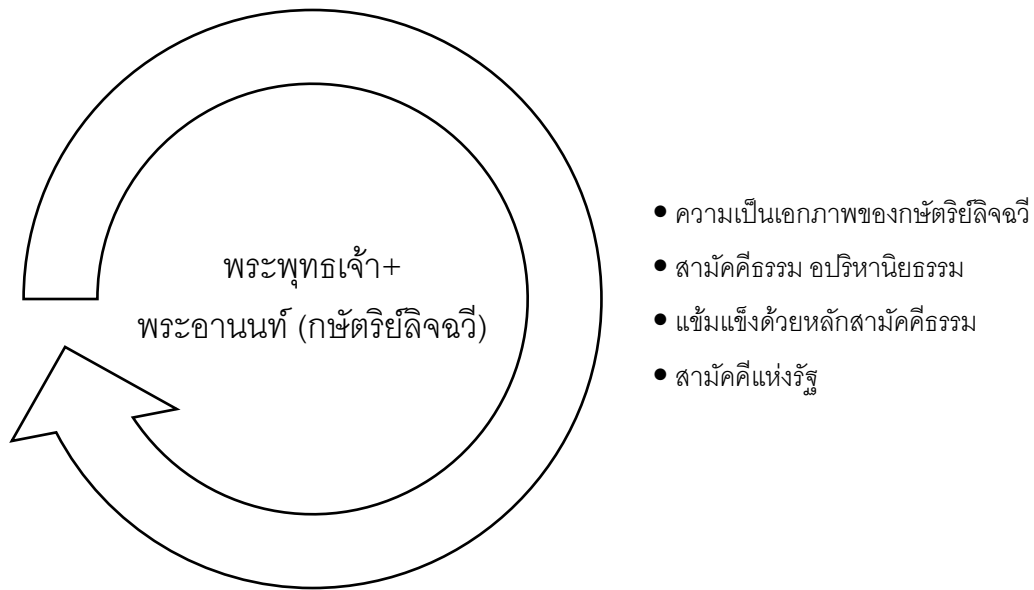 พระพุทธเจ้า+
พระอานนท์ (กษัตริย์ลิจฉวี)
• ความเป็นเอกภาพของกษัตริย์ลิจฉวี
• สามัคคีธรรม อปริหานิยธรรม
• แข้มแข็งด้วยหลักสามัคคีธรรม
• สามัคคีแห่งรัฐ